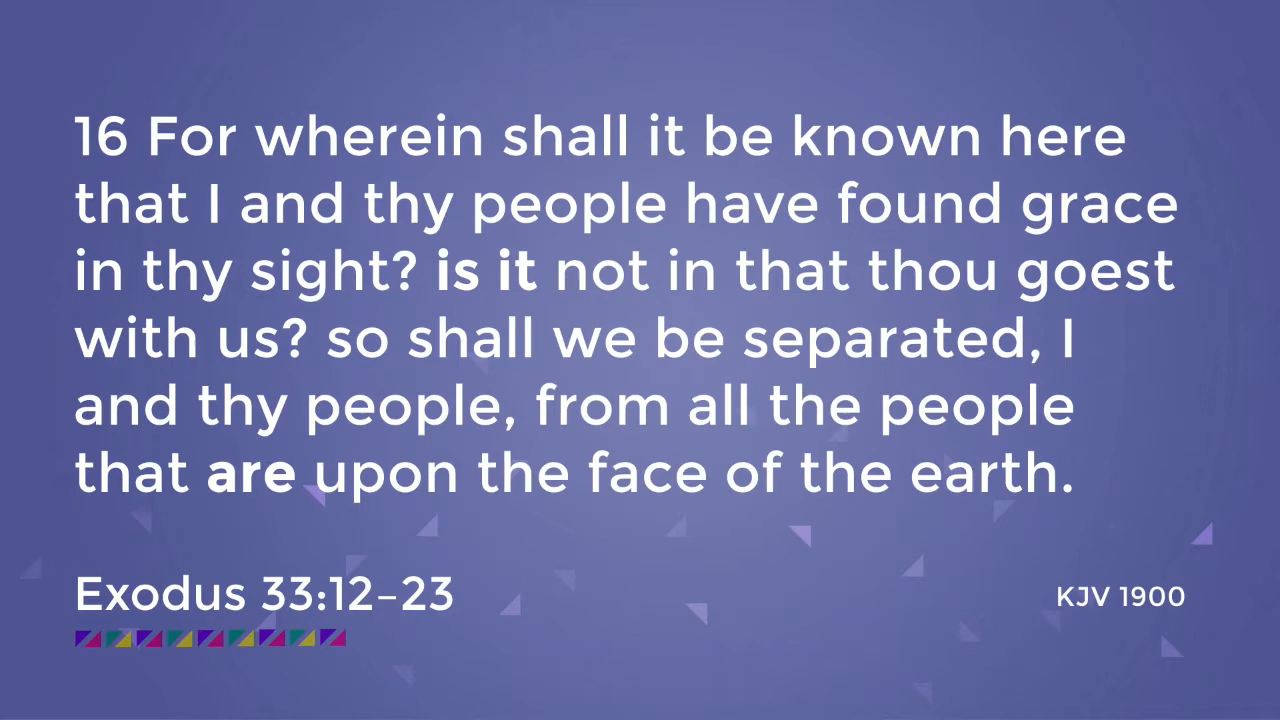 16 For wherein shall it be known here
that I and thy people have found grace
in thy sight? is it not in that thou goest
with us? so shall we be separated, I
and thy people, from all the people
that are upon the face of the earth.
Exodus 33:12–23
KJV 1900